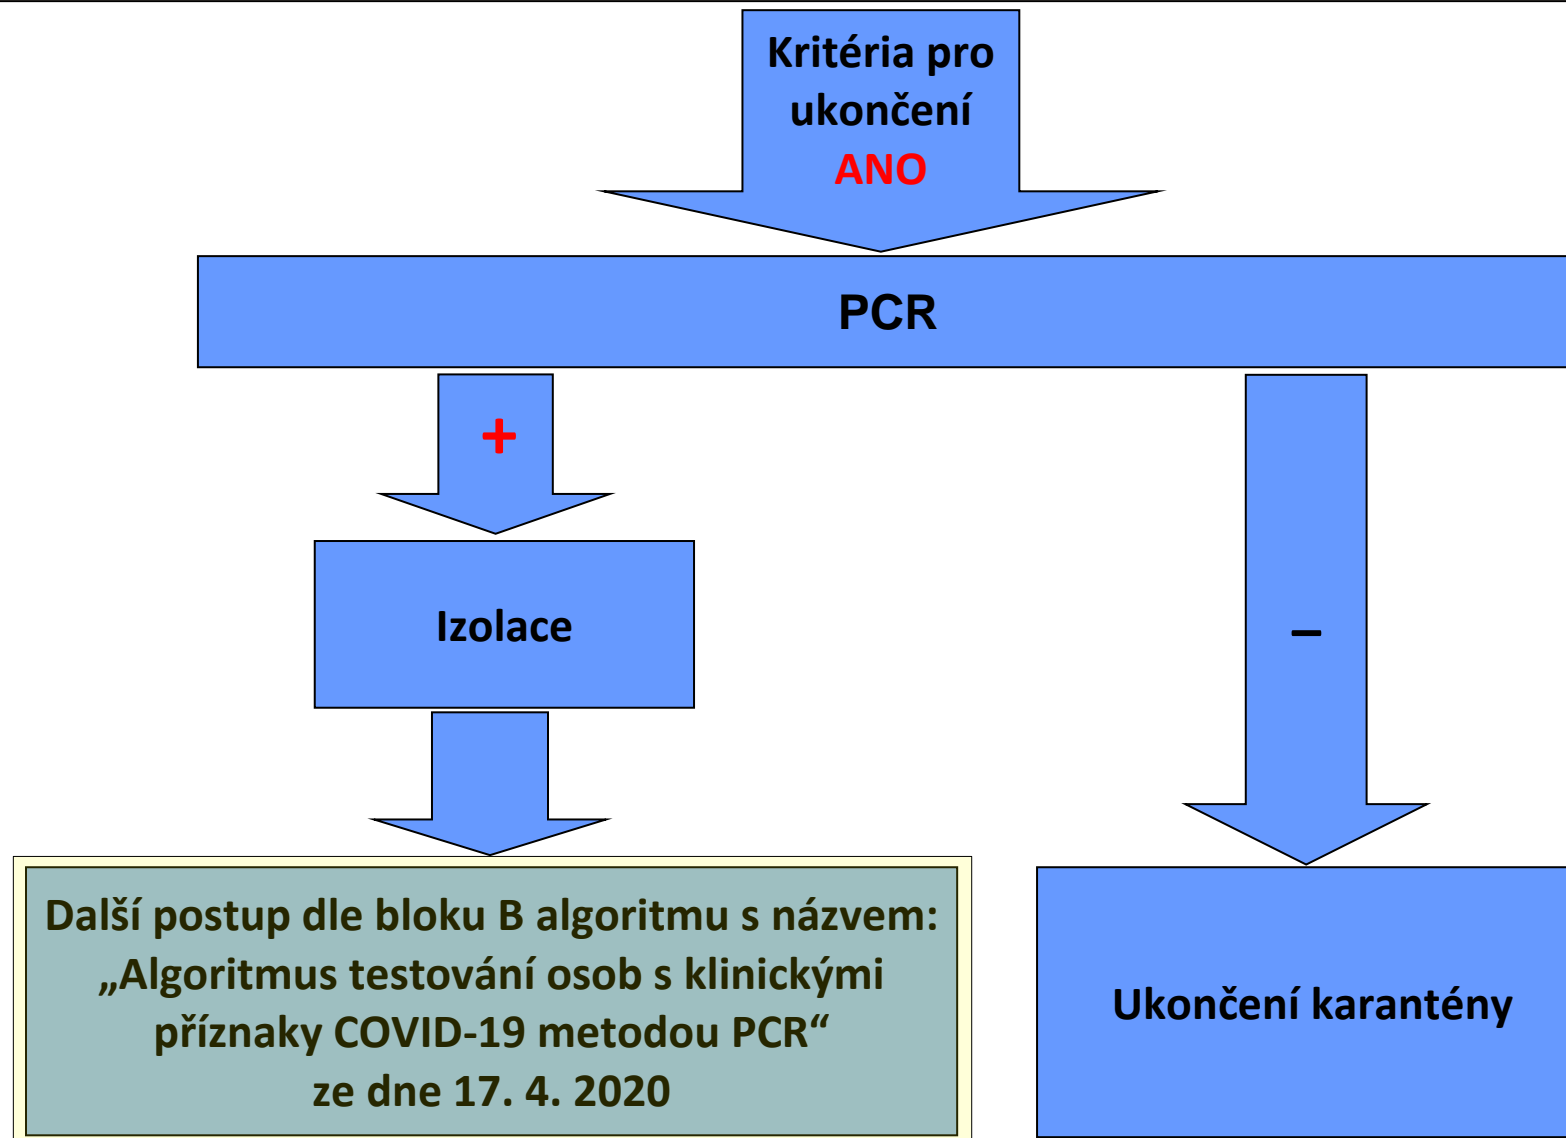 Kritéria pro
ukončení
ANO
PCR
+
–
Izolace
Další postup dle bloku B algoritmu s názvem:
„Algoritmus testování osob s klinickými
příznaky COVID-19 metodou PCR“
ze dne 17. 4. 2020
Ukončení karantény